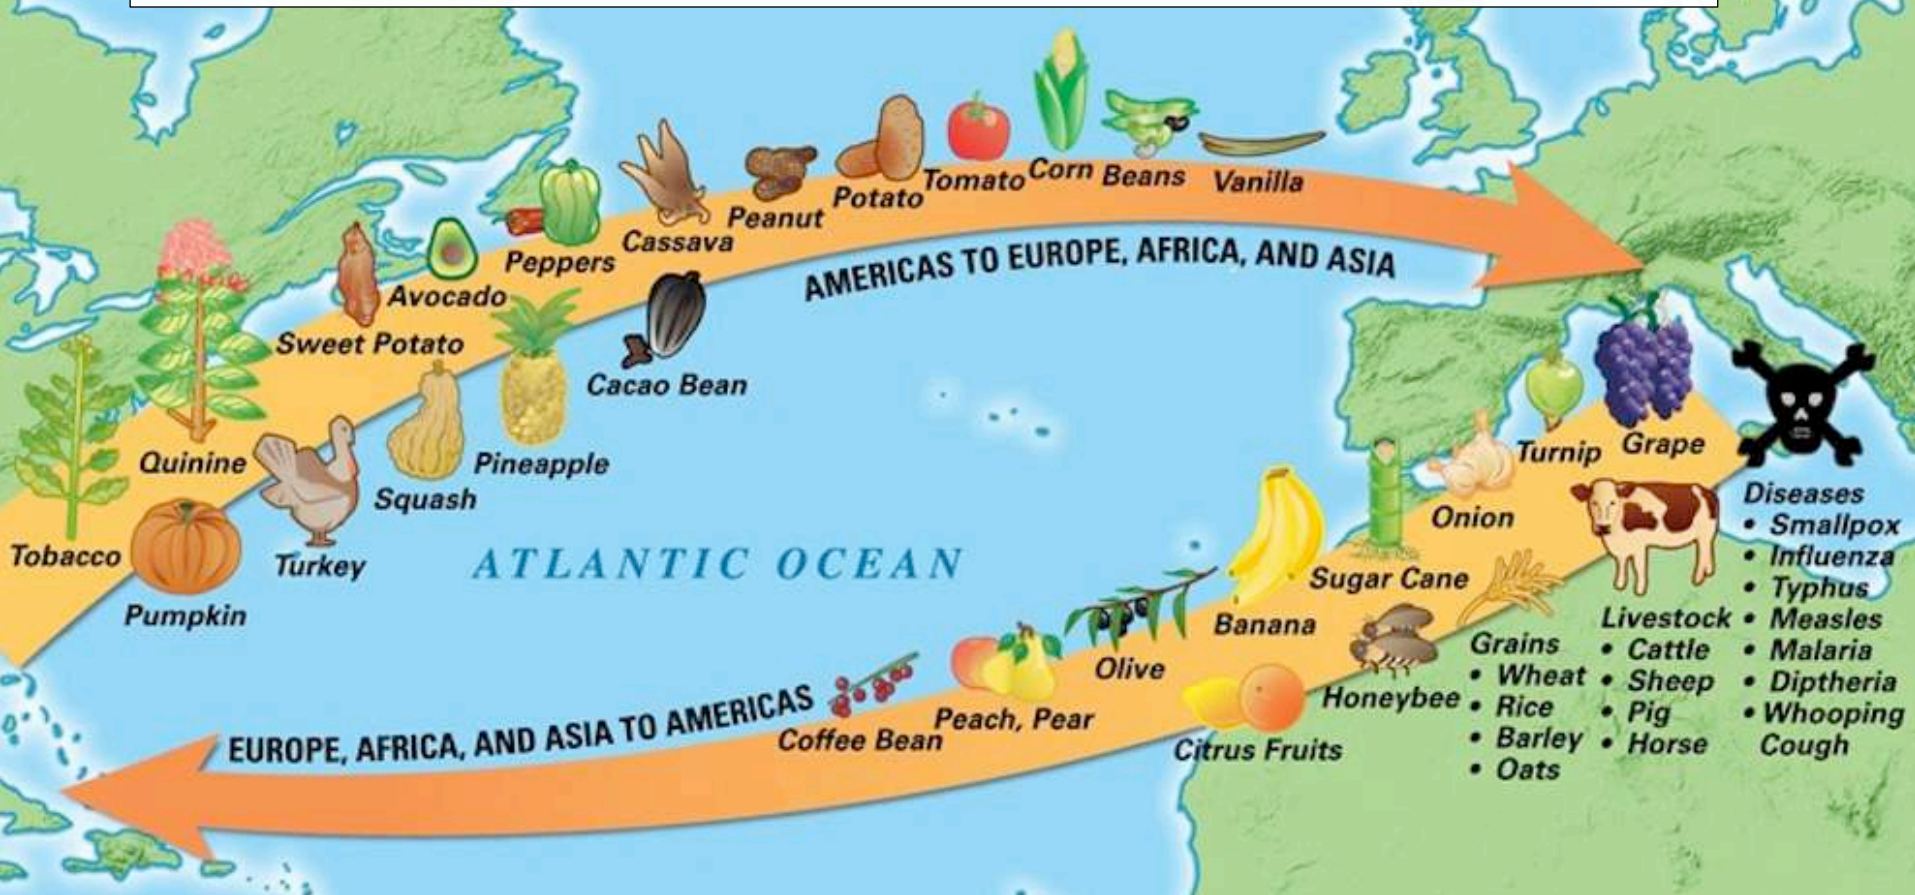 Corn
Tomato
Beans
Vanilla
Potato
Peanut
Cassava
Peppers
Avocado
Sweet Potato
AMERICAS TO EUROPE, AFRICA, AND ASIA
Cacao Bean
Quinine
Pineapple
Squash
Tobacco
Turkey
Pumpkin
ATLANTIC OCEAN
Grape
Turnip
Onion
Sugar Cane
Banana
Olive
Honeybee
Peach, Pear
Coffee Bean
Citrus Fruits
EUROPE, AFRICA, AND ASIA TO AMERICAS
Grains
• Wheat
• Rice
• Barley
• Oats
Livestock
• Cattle
• Sheep
• Pig
• Horse
Diseases
• Smallpox
• Influenza
• Typhus
• Measles
• Malaria
• Diptheria
• Whooping
Cough